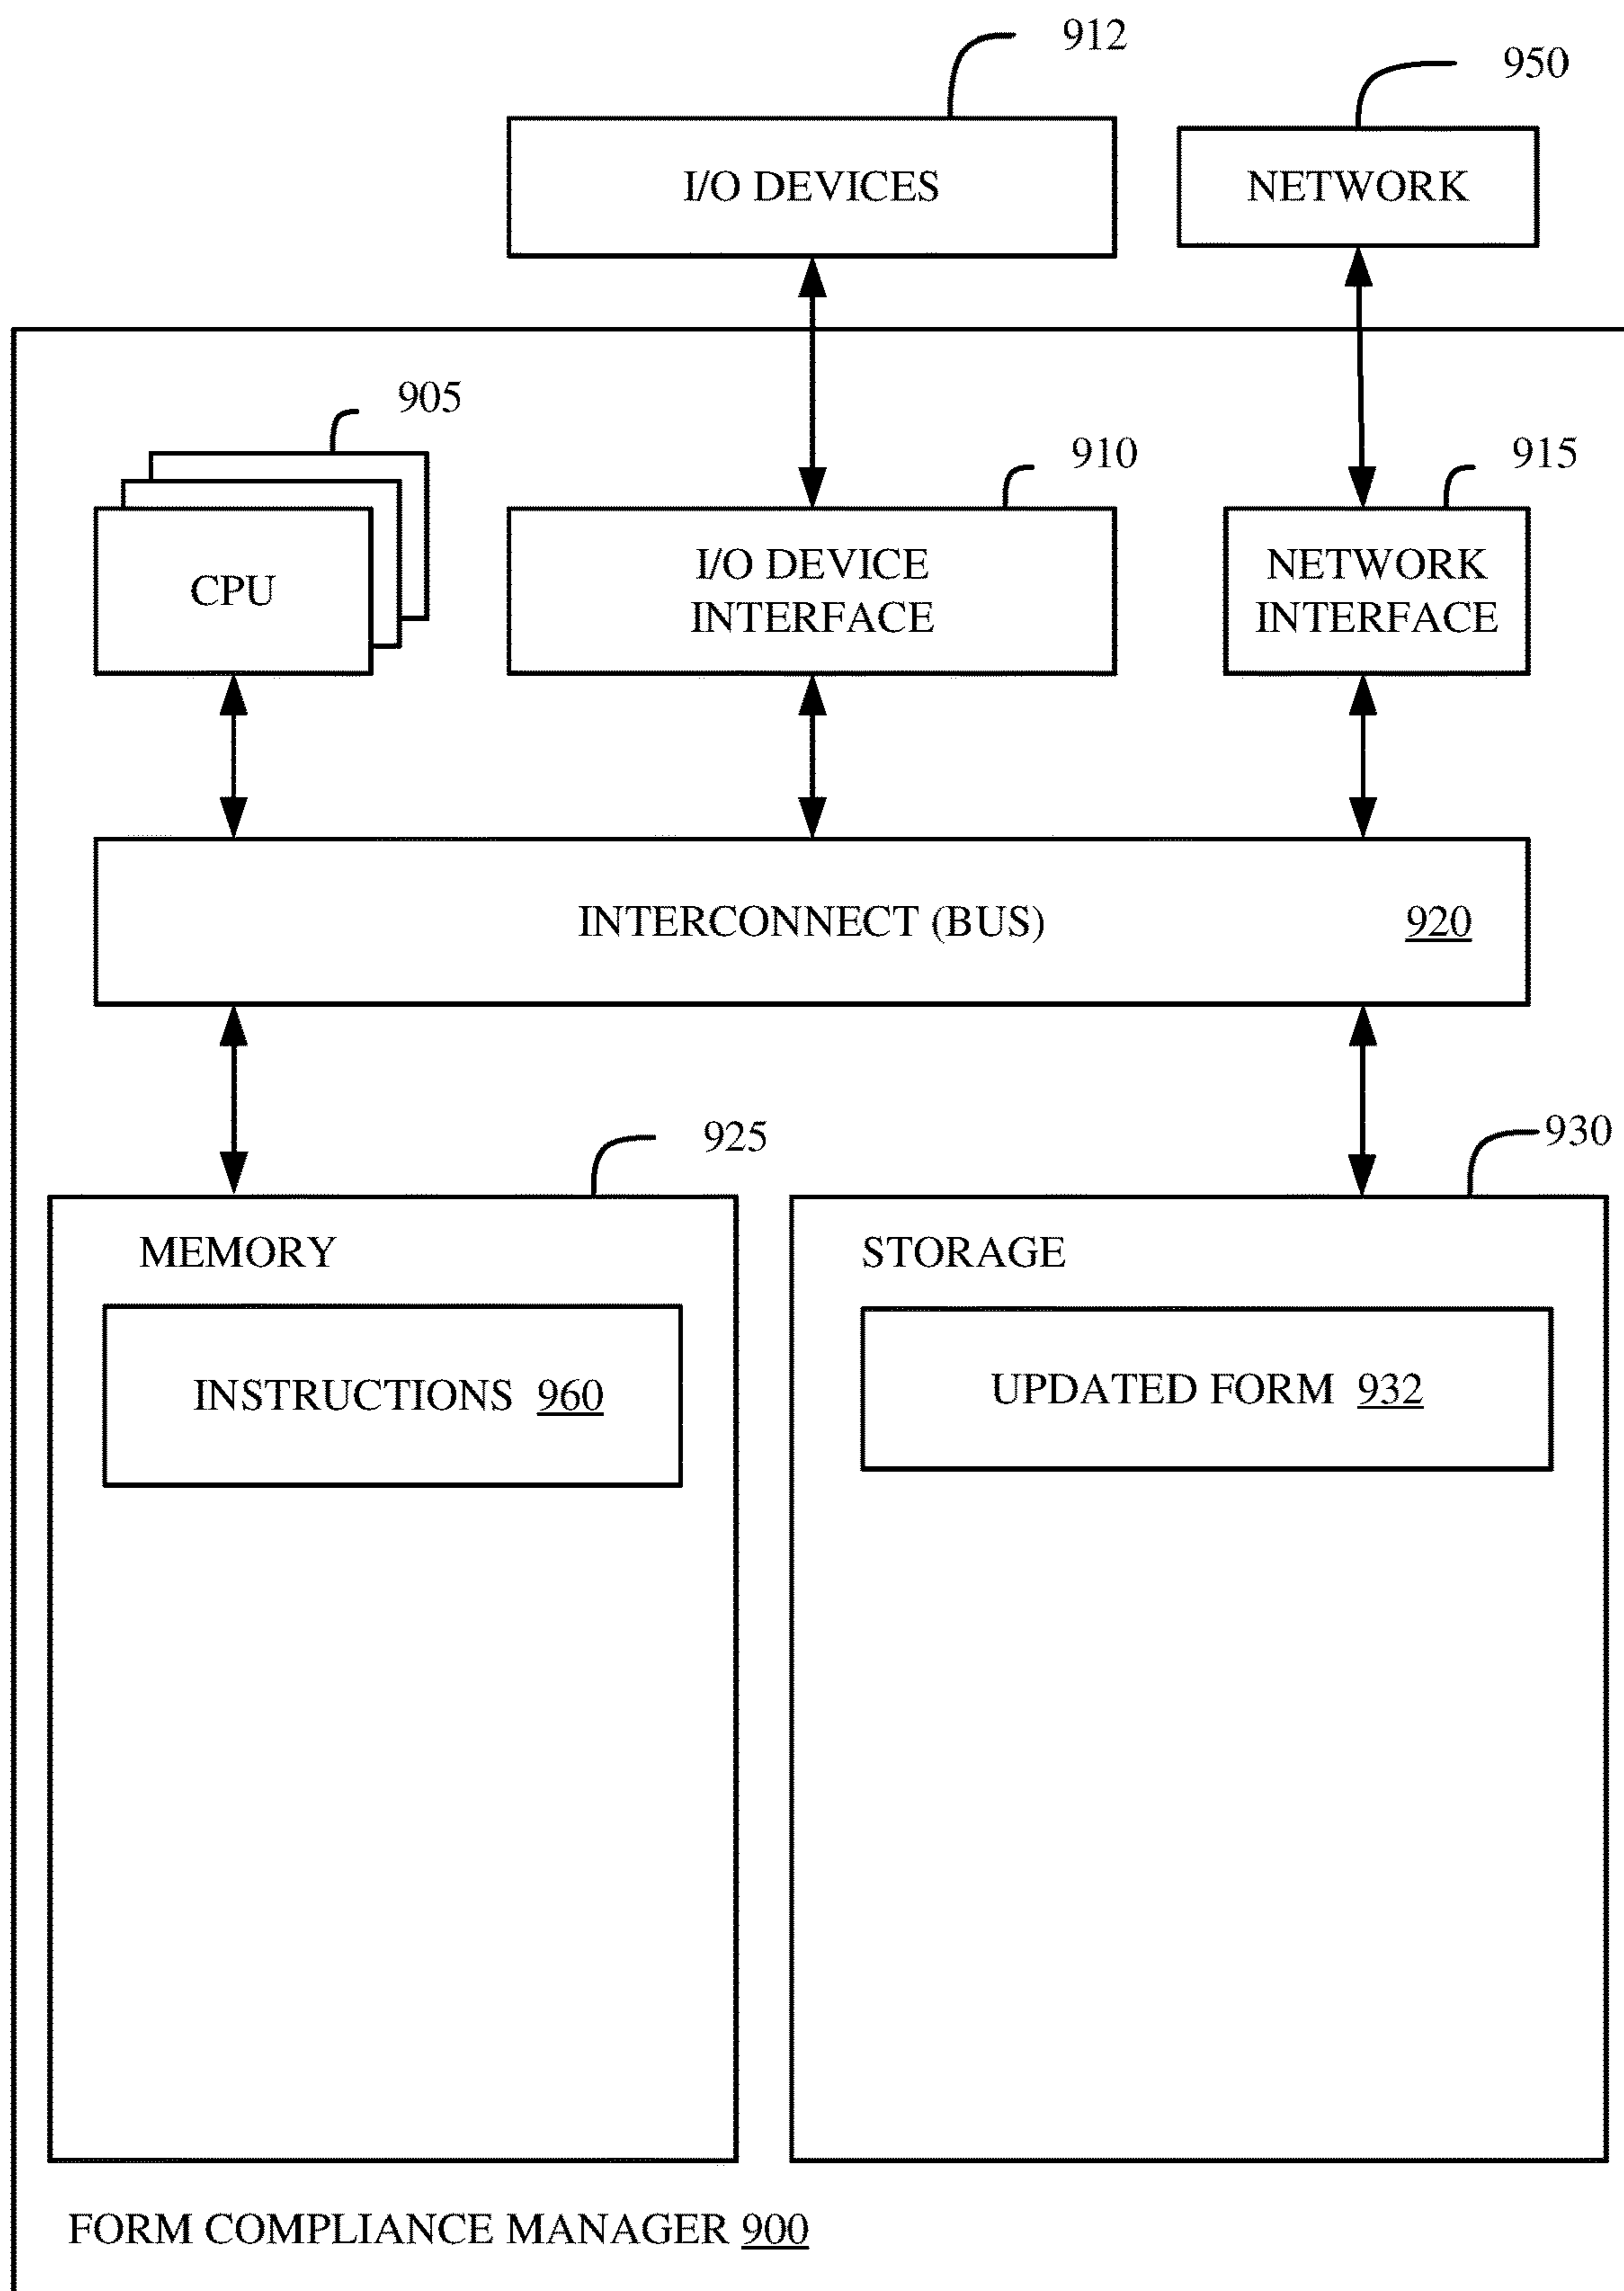 912
950
I/O DEVICES
NETWORK
905
910
915
CPU
I/O DEVICE
INTERFACE
NETWORK
INTERFACE
INTERCONNECT (BUS)
920
925
930
MEMORY
STORAGE
INSTRUCTIONS 960
UPDATED FORM 932
FORM COMPLIANCE MANAGER 900